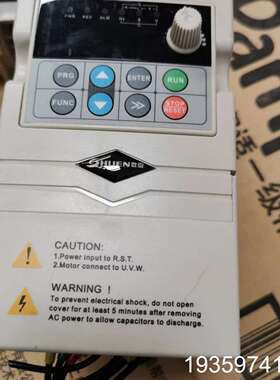 PWR REV ALM
PRG
ENTER
RUN
FUNC
STOP
RESET
CAUTION:
1.Power input to R.S.T.
2.Motor connect to U.V.W.
WARNING !
To prevent electrical shock, do not open
cover for at least 5 minutes after removing
AC power to allow capacitors to discharge.
19359741